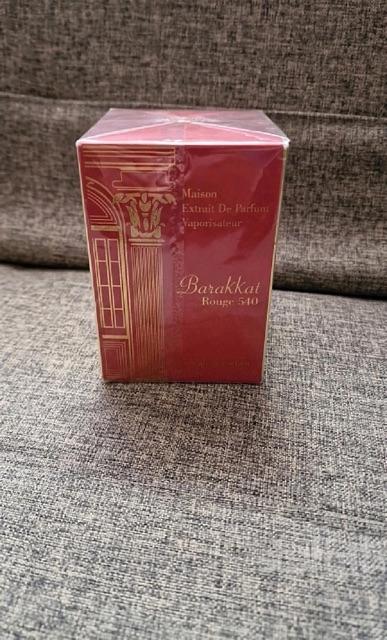 Maison
Extrait De Parfum
Vaporisateur
Barakkat
Rouge 540